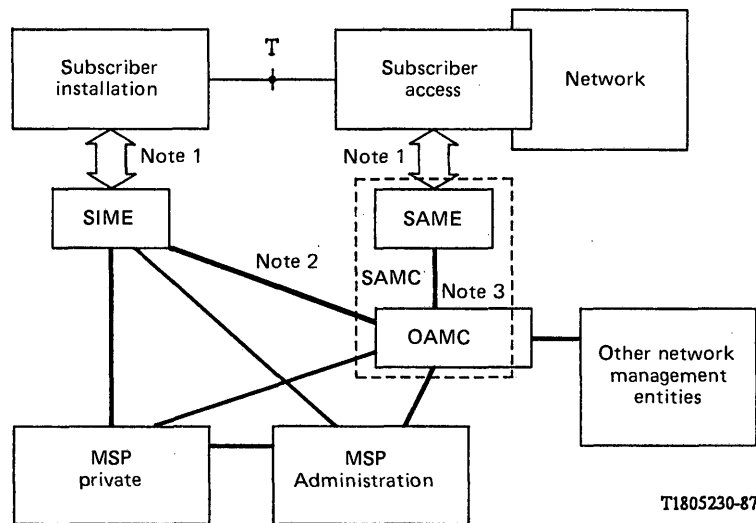 T
Subscriber
installation
Subscriber
access
Network
Note 1
Note 1
SIME
SAME
Note 2
SAMC
Note 3
OAMC
Other network
management
entities
MSP
private
MSP
Administration
T1805230-87